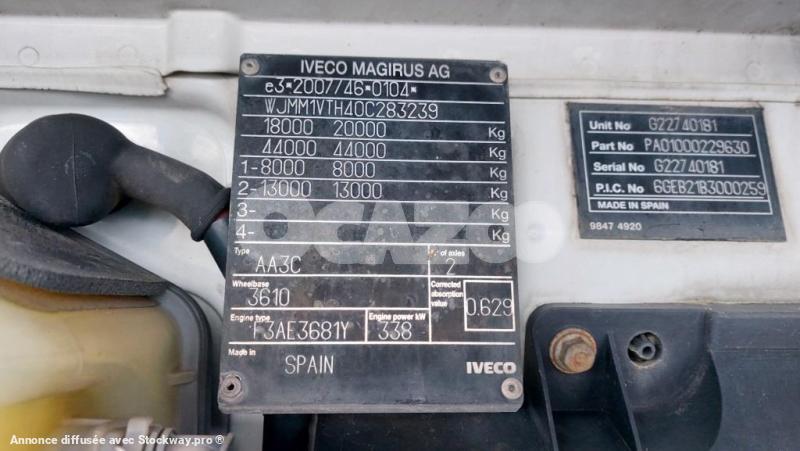 IVECO MAGIRUS AG
e3*2007/46*0104*
WJMM1VTH40C283239
18000 20000 Kg
44000 44000 Kg
1-8000 8000 Kg
2-13000 13000 Kg
3- Kg
4- Kg
Type AA3C Nr of axles 2
Wheelbase 3610 Corrected absorption value 0.629
Engine type F3AE3681Y Engine power kW 338
Made in SPAIN IVECO
Unit No G22740181
Part No PA01000229630
Serial No G22740181
P.I.C. No 6GEB21B3000259
MADE IN SPAIN
9847 4920
OCAZOO
Annonce diffusée avec Stockway.pro ®